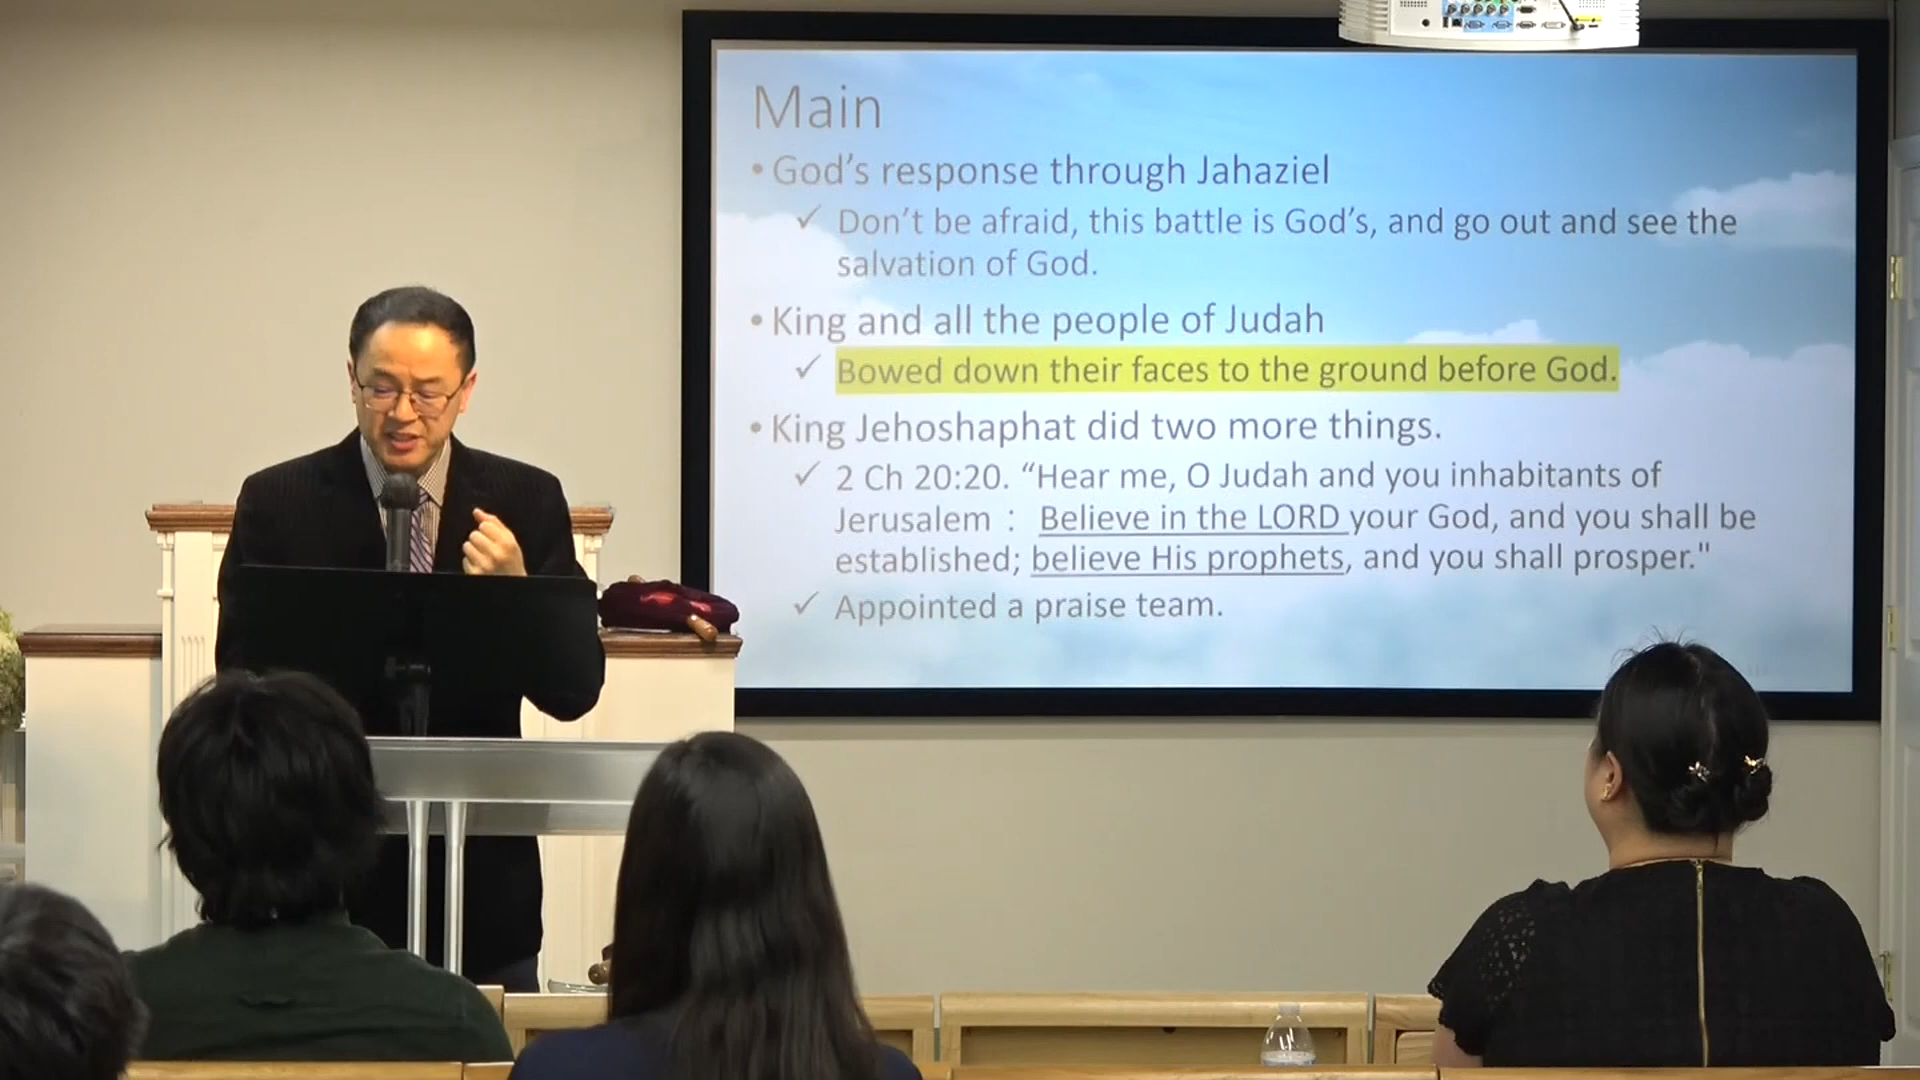 Main
• God's response through Jahaziel
✓ Don't be afraid, this battle is God's, and go out and see the
salvation of God.
• King and all the people of Judah
✓ Bowed down their faces to the ground before God.
• King Jehoshaphat did two more things.
✓ 2 Ch 20:20. “Hear me, O Judah and you inhabitants of
Jerusalem： Believe in the LORD your God, and you shall be
established; believe His prophets, and you shall prosper."
✓ Appointed a praise team.